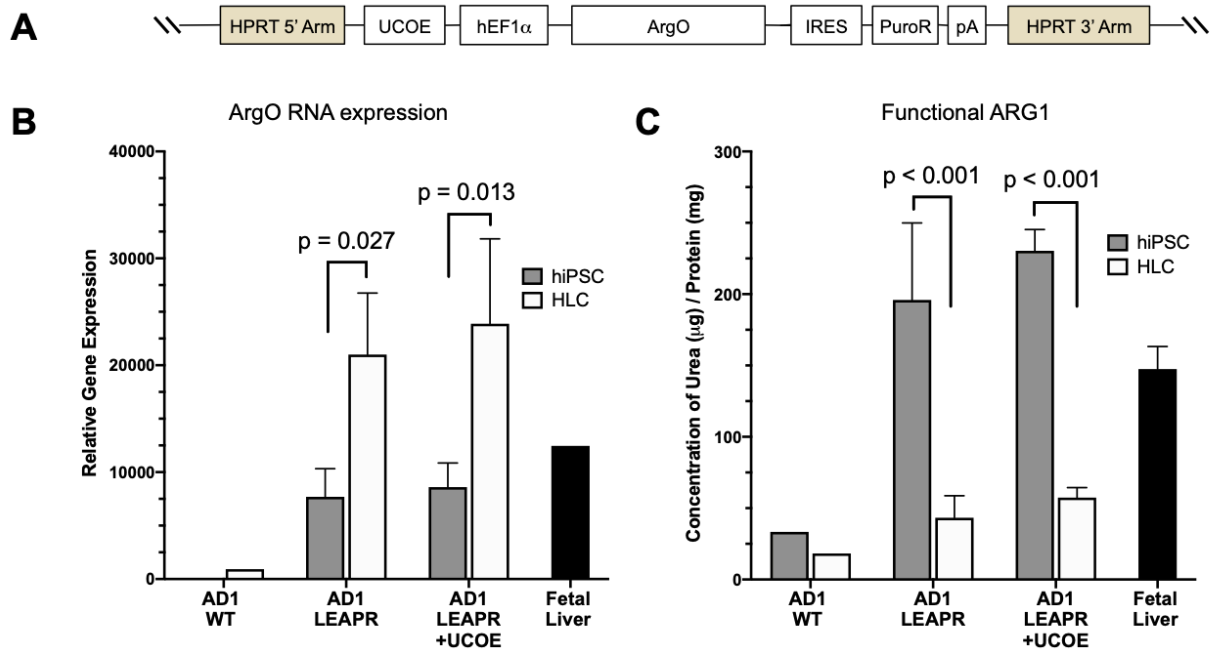 A
HPRT 5’ Arm UCOE hEF1α ArgO IRES PuroR pA HPRT 3’ Arm
B
ArgO RNA expression
Relative Gene Expression
40000
30000
20000
10000
0
p = 0.027
p = 0.013
hiPSC
HLC
AD1 WT
AD1 LEAPR
AD1 LEAPR +UCOE
Fetal Liver
C
Functional ARG1
Concentration of Urea (μg) / Protein (mg)
300
200
100
0
p < 0.001
p < 0.001
hiPSC
HLC
AD1 WT
AD1 LEAPR
AD1 LEAPR +UCOE
Fetal Liver